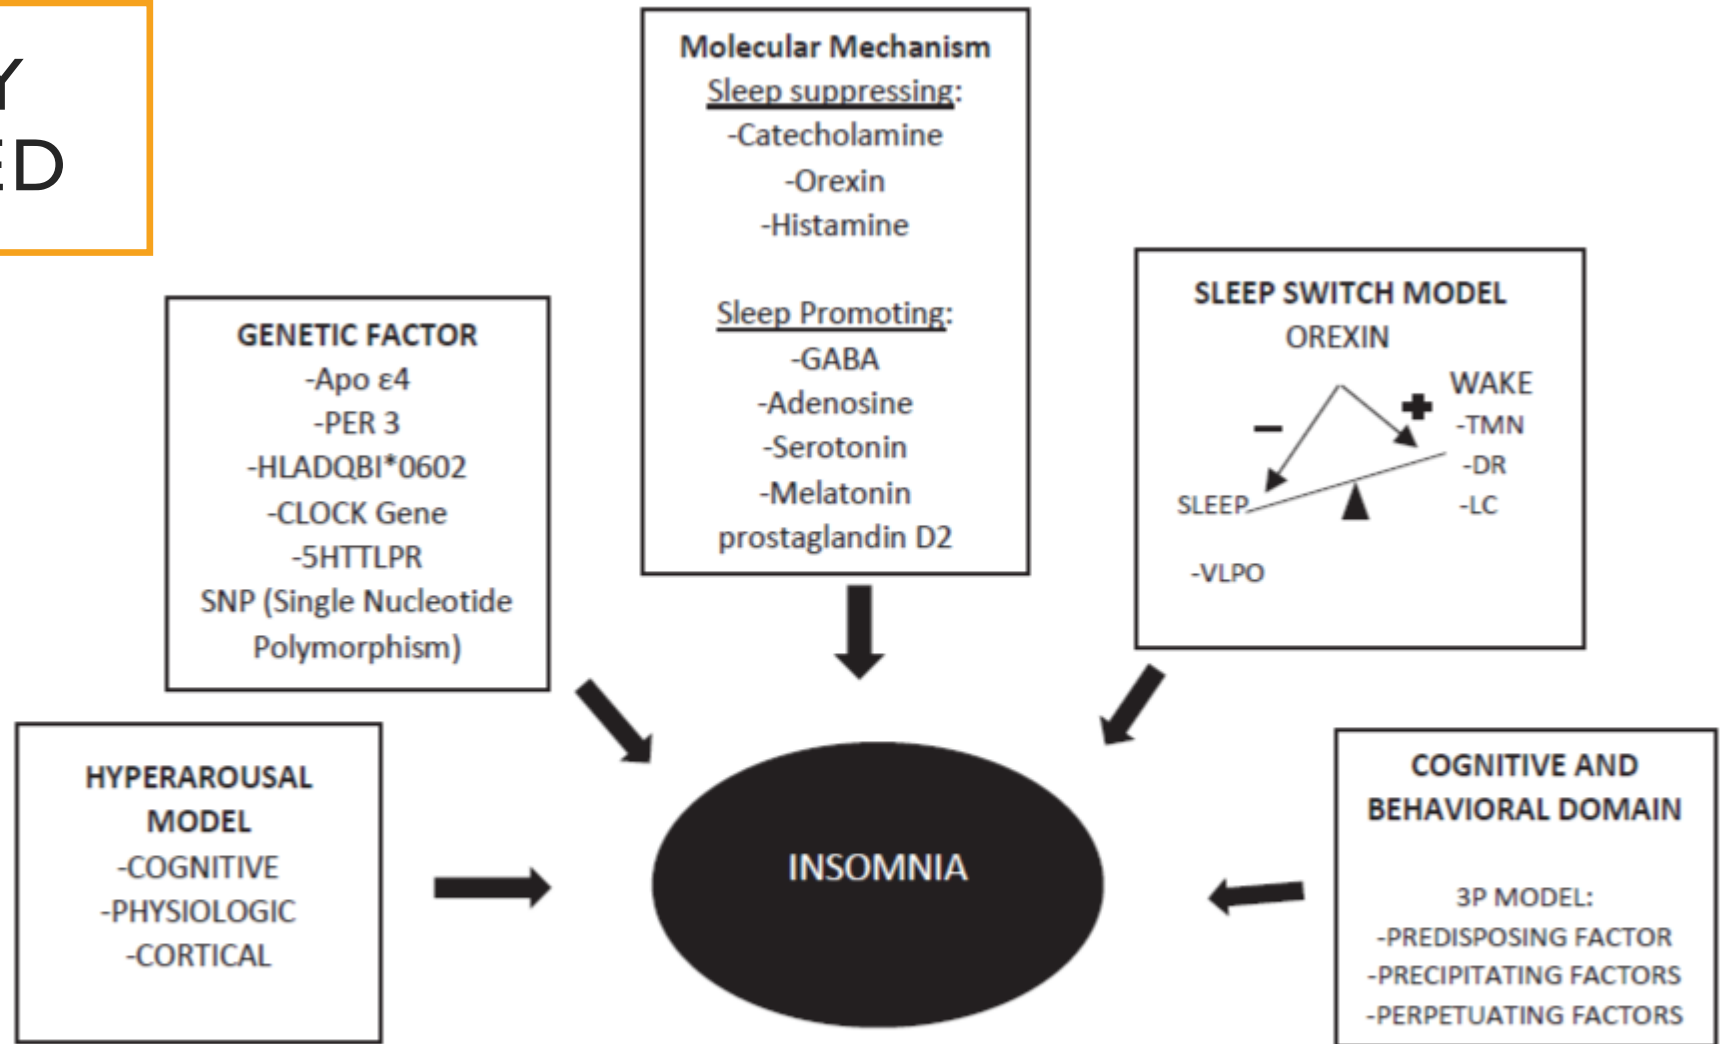 Y
ED
Molecular Mechanism
Sleep suppressing:
-Catecholamine
-Orexin
-Histamine
Sleep Promoting:
-GABA
-Adenosine
-Serotonin
-Melatonin
prostaglandin D2
GENETIC FACTOR
-Apo ε4
-PER 3
-HLADQBI*0602
-CLOCK Gene
-5HTTLPR
SNP (Single Nucleotide
Polymorphism)
SLEEP SWITCH MODEL
OREXIN
WAKE
-TMN
-DR
-LC
SLEEP
-VLPO
HYPERAROUSAL
MODEL
-COGNITIVE
-PHYSIOLOGIC
-CORTICAL
INSOMNIA
COGNITIVE AND
BEHAVIORAL DOMAIN
3P MODEL:
-PREDISPOSING FACTOR
-PRECIPITATING FACTORS
-PERPETUATING FACTORS